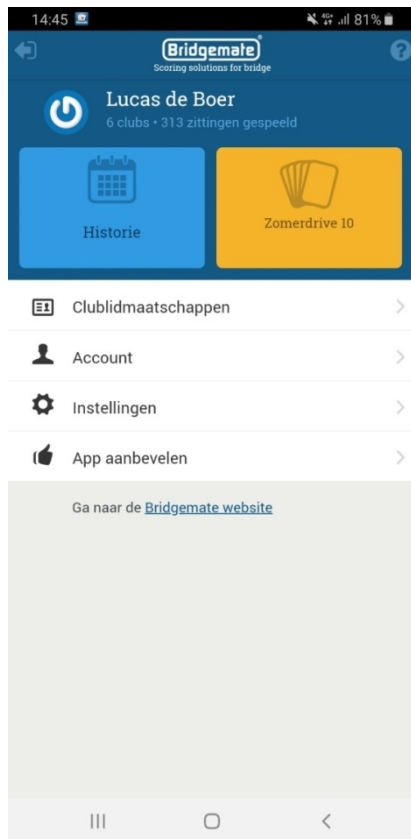 14:45
4G+
81%
Bridgemate
Scoring solutions for bridge
Lucas de Boer
6 clubs • 313 zittingen gespeeld
Historie
Zomerdrive 10
Clublidmaatschappen
Account
Instellingen
App aanbevelen
Ga naar de Bridgemate website